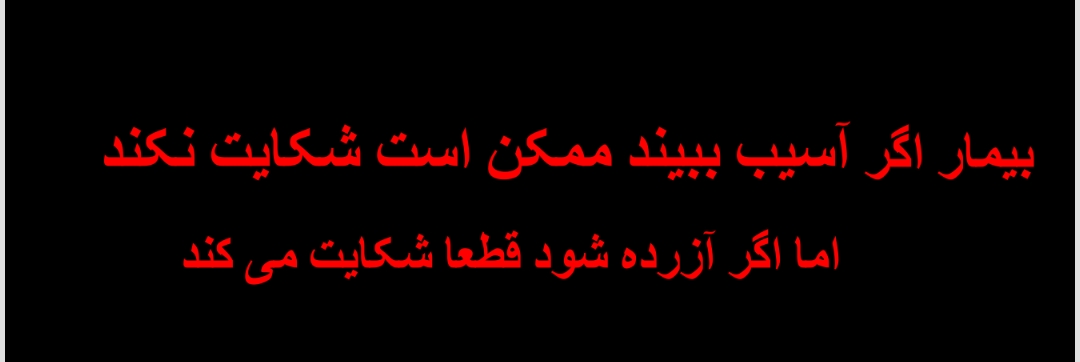 بیمار اگر آسیب ببیند ممکن است شکایت نکند
اما اگر آزرده شود قطعا شکایت می کند